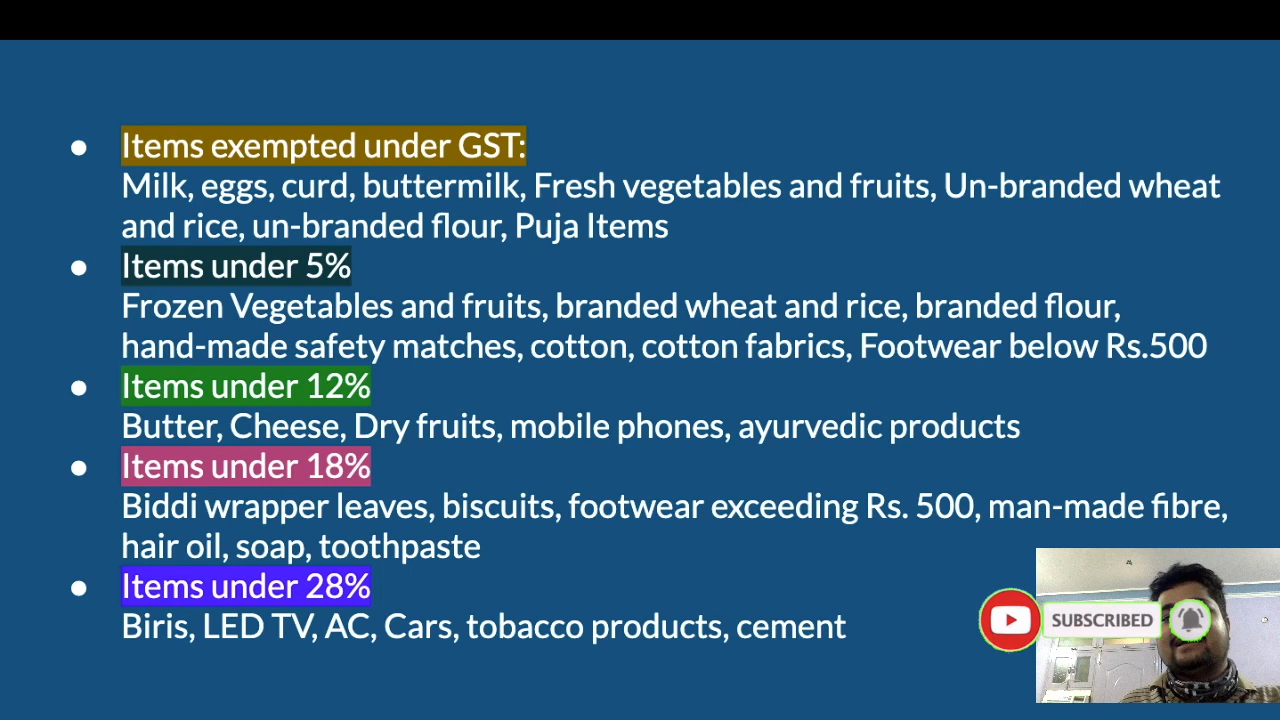 Items exempted under GST:
Milk, eggs, curd, buttermilk, Fresh vegetables and fruits, Un-branded wheat
and rice, un-branded flour, Puja Items
Items under 5%
Frozen Vegetables and fruits, branded wheat and rice, branded flour,
hand-made safety matches, cotton, cotton fabrics, Footwear below Rs.500
Items under 12%
Butter, Cheese, Dry fruits, mobile phones, ayurvedic products
Items under 18%
Biddi wrapper leaves, biscuits, footwear exceeding Rs. 500, man-made fibre,
hair oil, soap, toothpaste
Items under 28%
Biris, LED TV, AC, Cars, tobacco products, cement
SUBSCRIBED